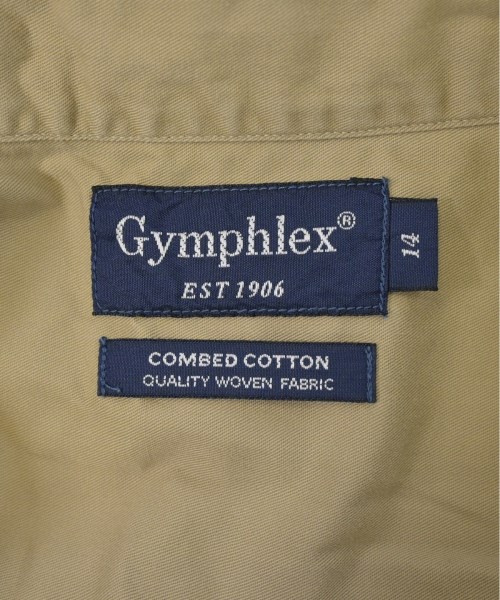 Gymphlex®
EST 1906
14
COMBED COTTON
QUALITY WOVEN FABRIC